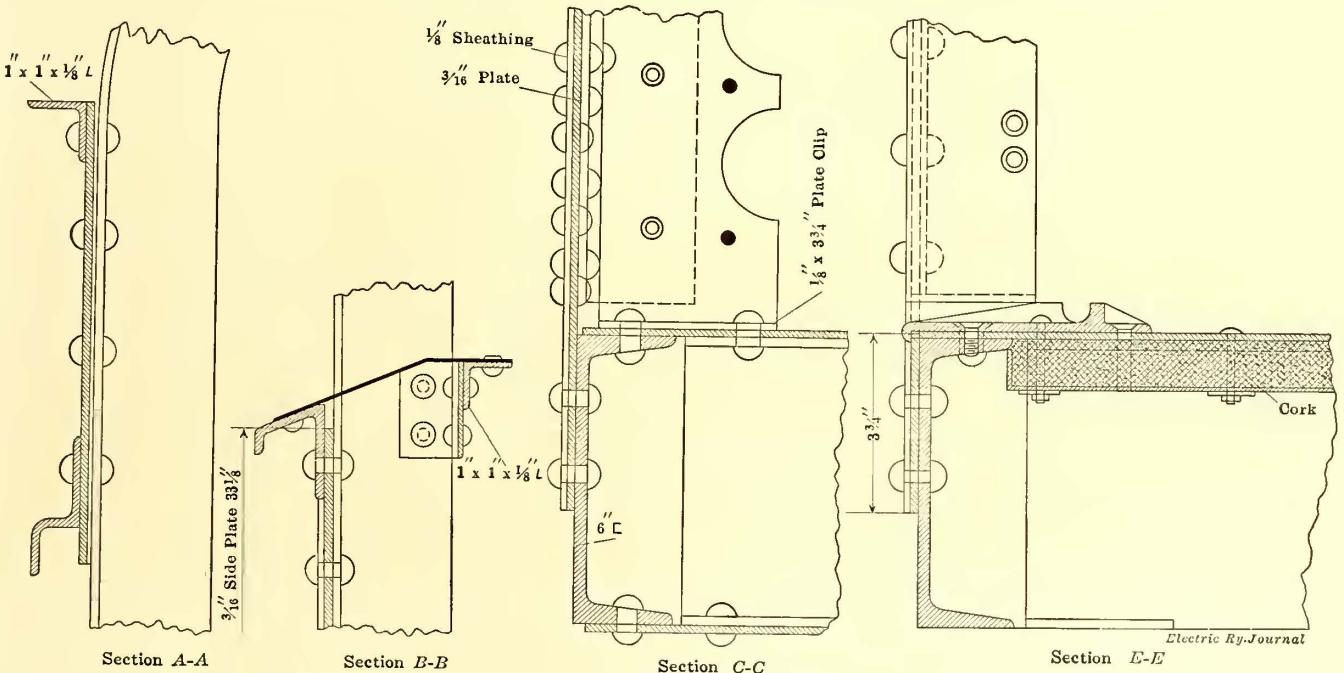 1" x 1" x 1/8" L
3/16" Side Plate 33 1/8"
1" x 1" x 1/8" L
1/8" Sheathing
3/16" Plate
1/8" x 3 3/4" Plate Clip
6" [
3 3/4"
Cork
Electric Ry. Journal
Section A-A
Section B-B
Section C-C
Section E-E